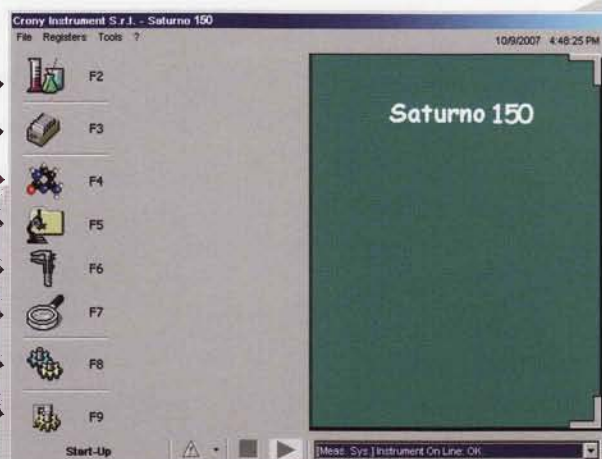 Crony Instrument S.r.l. - Saturno 150
File Registers Tools ?
10/9/2007 4:48:25 PM
F2
Saturno 150
F3
F4
F5
F6
F7
F8
F9
Start-Up
[Meas. Sys.] Instrument On Line: OK